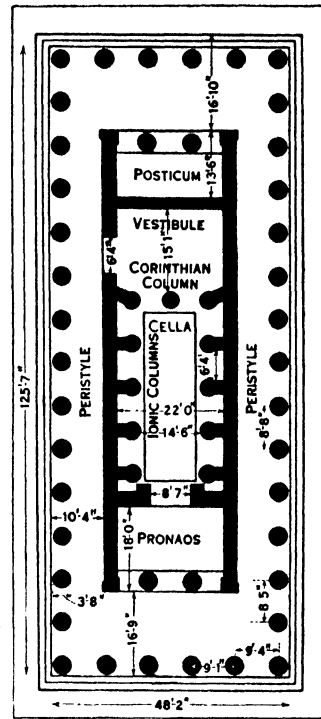 16'·10"
13'·6"
POSTICUM
VESTIBULE
6'·4"
15'·1"
CORINTHIAN
COLUMN
CELLA
IONIC COLUMNS
6'·4'
PERISTYLE
PERISTYLE
125'·7"
22'·0"
8'·8"
14'·6"
8'·7"
10'·4"
18'·0"
PRONAOS
3'·8"
8'·5"
16'·9"
9'·4"
9'·1"
48'·2"